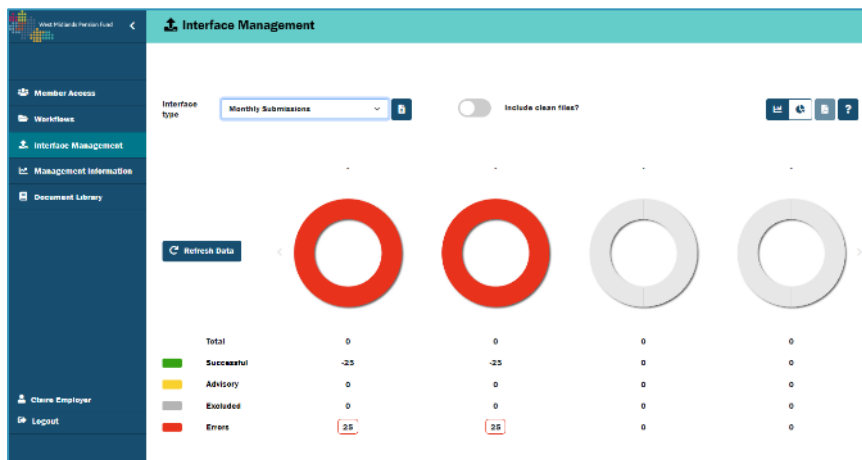 West Midlands Pension Fund
Interface Management
Member Access
Workflows
Interface Management
Management Information
Document Library
Claire Employer
Logout
Interface type
Monthly Submissions
Include clean files?
?
- - - -
Refresh Data
Total 0 0 0 0
Successful -25 -25 0 0
Advisory 0 0 0 0
Excluded 0 0 0 0
Errors 25 25 0 0